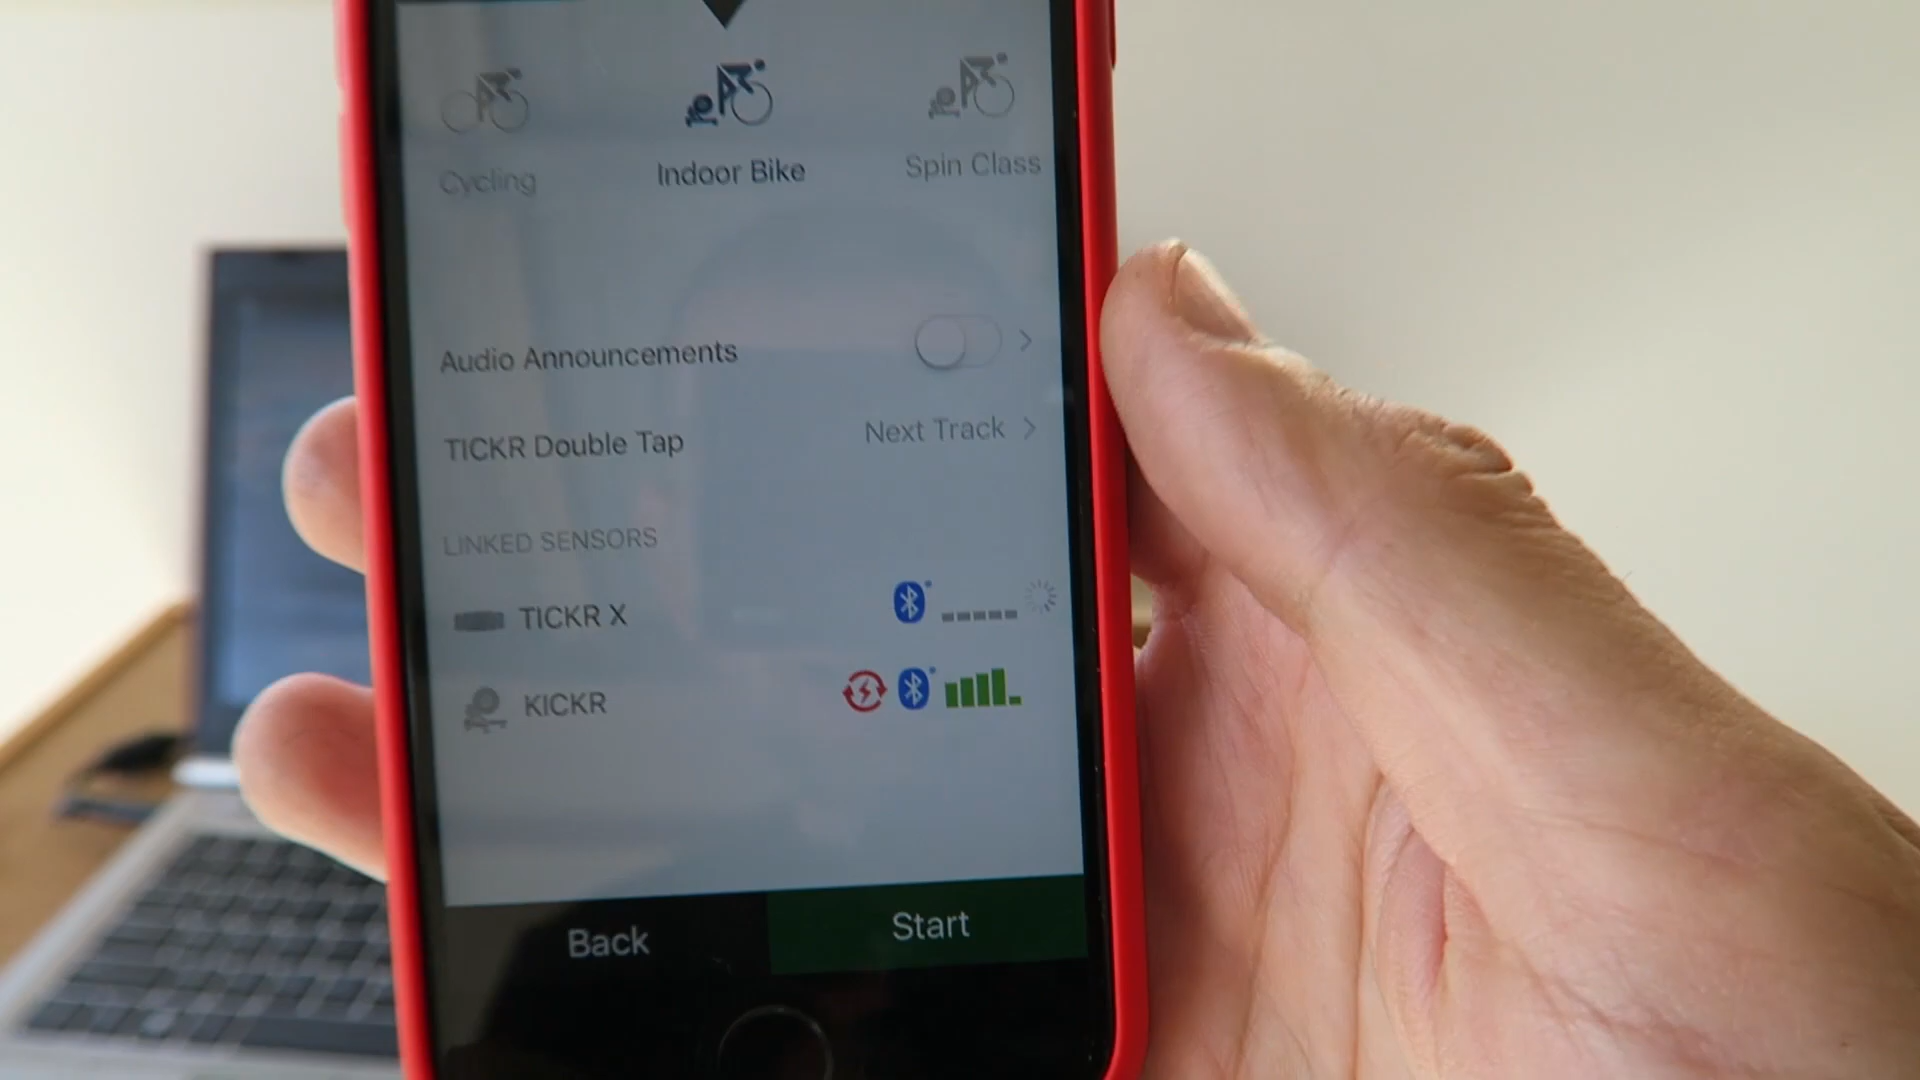 Cycling
Indoor Bike
Spin Class
Audio Announcements
TICKR Double Tap
Next Track
LINKED SENSORS
TICKR X
KICKR
Back
Start